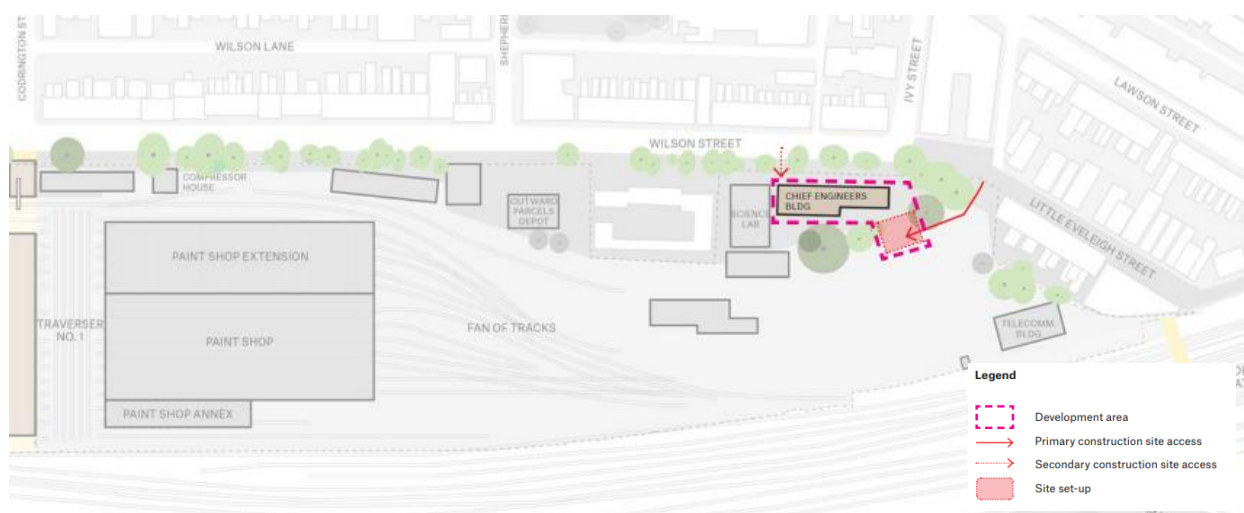 CODRINGTON ST
WILSON LANE
IVY STREET
LAWSON STREET
WILSON STREET
COMPRESSOR
HOUSE
OUTWARD
PARCELS
DEPOT
SCIENCE
LAB
CHIEF ENGINEERS
BLDG
LITTLE EVELEIGH STREET
PAINT SHOP EXTENSION
TRAVERSER
NO. 1
PAINT SHOP
FAN OF TRACKS
TELECOMM.
BLDG
PAINT SHOP ANNEX
Legend
Development area
Primary construction site access
Secondary construction site access
Site set-up